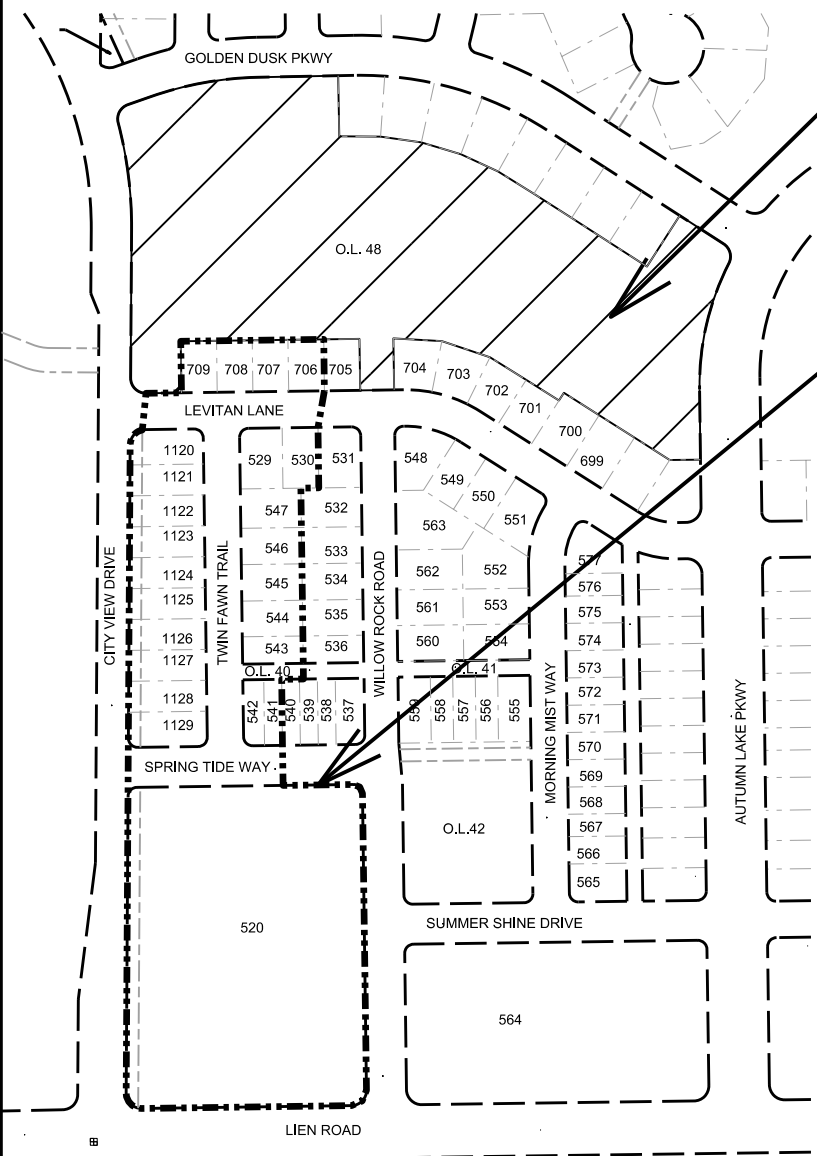 GOLDEN DUSK PKWY
O.L. 48
709 708 707 706 705 704 703
702
701
700
699
LEVITAN LANE
1120
1121
1122
1123
1124
1125
1126
1127
1128
1129
CITY VIEW DRIVE
TWIN FAWN TRAIL
529 530 531
547 532
546 533
545 534
544 535
543 536
O.L. 40
542 541 540 539 538 537
WILLOW ROCK ROAD
548
549
550
551
563
562 552
561 553
560 554
O.L. 41
559 558 557 556 555
MORNING MIST WAY
577
576
575
574
573
572
571
570
569
568
567
566
565
AUTUMN LAKE PKWY
SPRING TIDE WAY
O.L.42
520
SUMMER SHINE DRIVE
564
LIEN ROAD